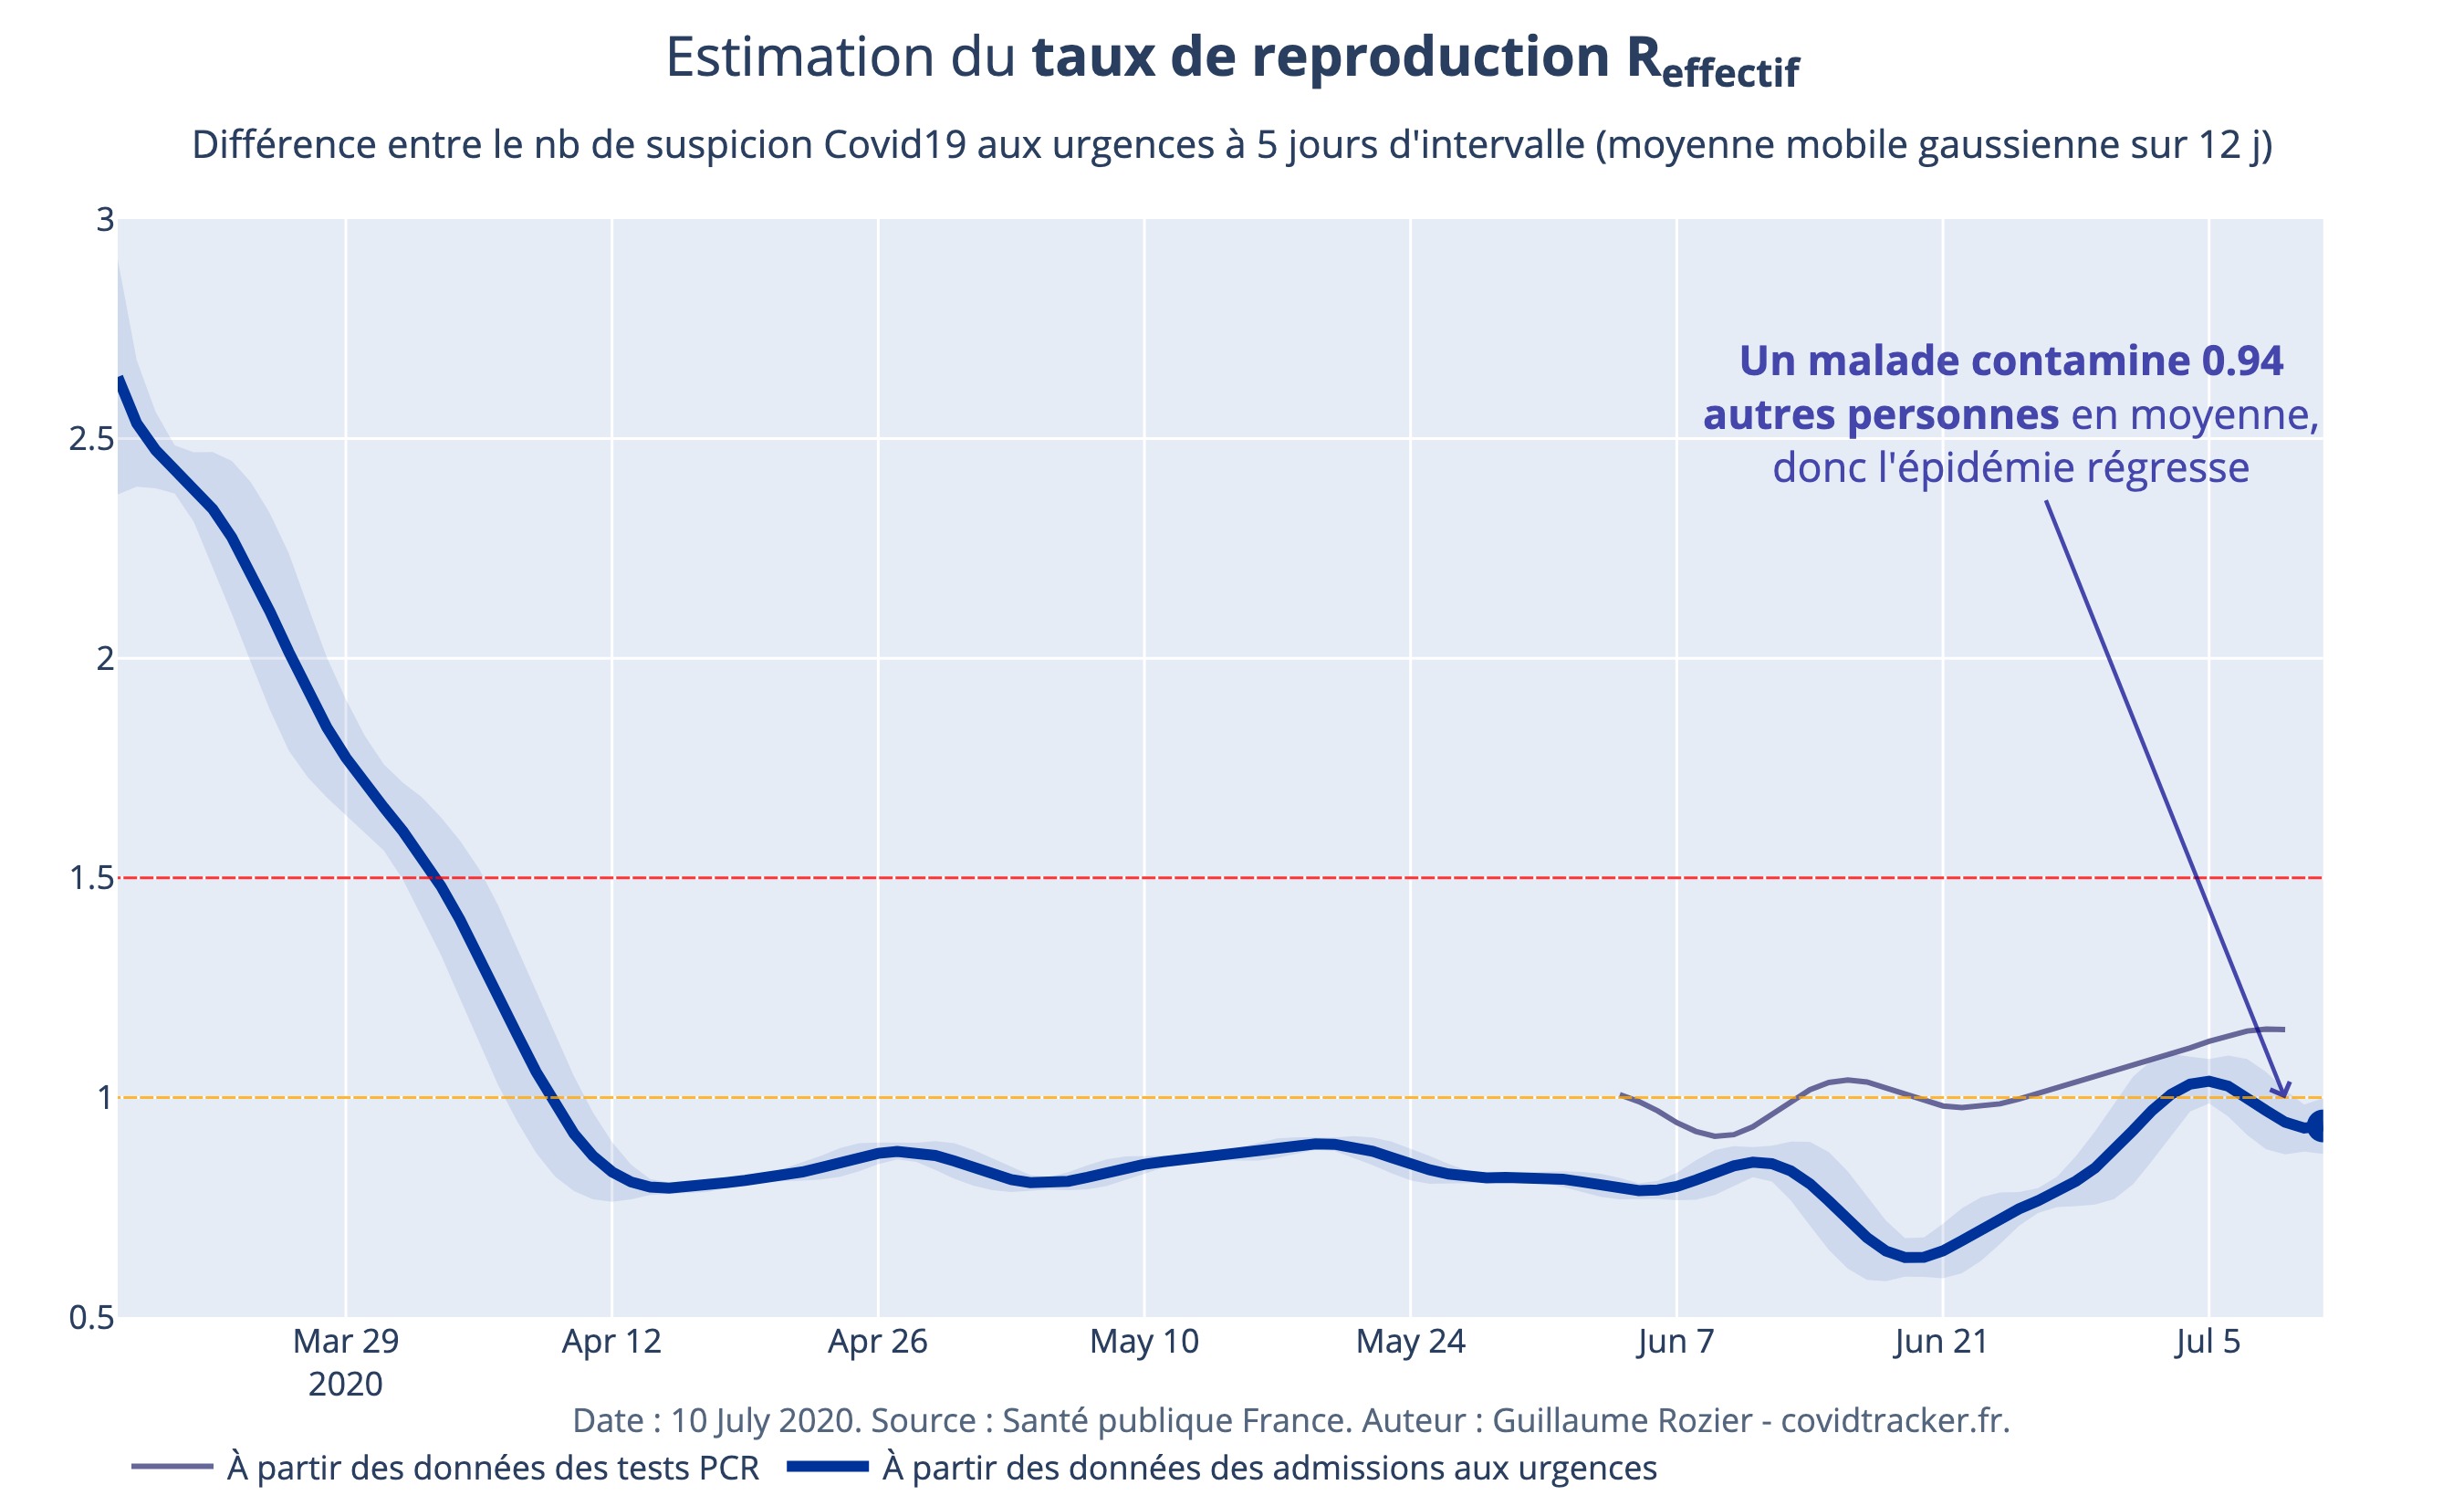 Estimation du taux de reproduction Reffectif
Différence entre le nb de suspicion Covid19 aux urgences à 5 jours d'intervalle (moyenne mobile gaussienne sur 12 j)
3
2.5
2
1.5
1
0.5
Un malade contamine 0.94
autres personnes en moyenne,
donc l'épidémie régresse
Mar 29 Apr 12 Apr 26 May 10 May 24 Jun 7 Jun 21 Jul 5
2020
Date : 10 July 2020. Source : Santé publique France. Auteur : Guillaume Rozier - covidtracker.fr.
À partir des données des tests PCR À partir des données des admissions aux urgences